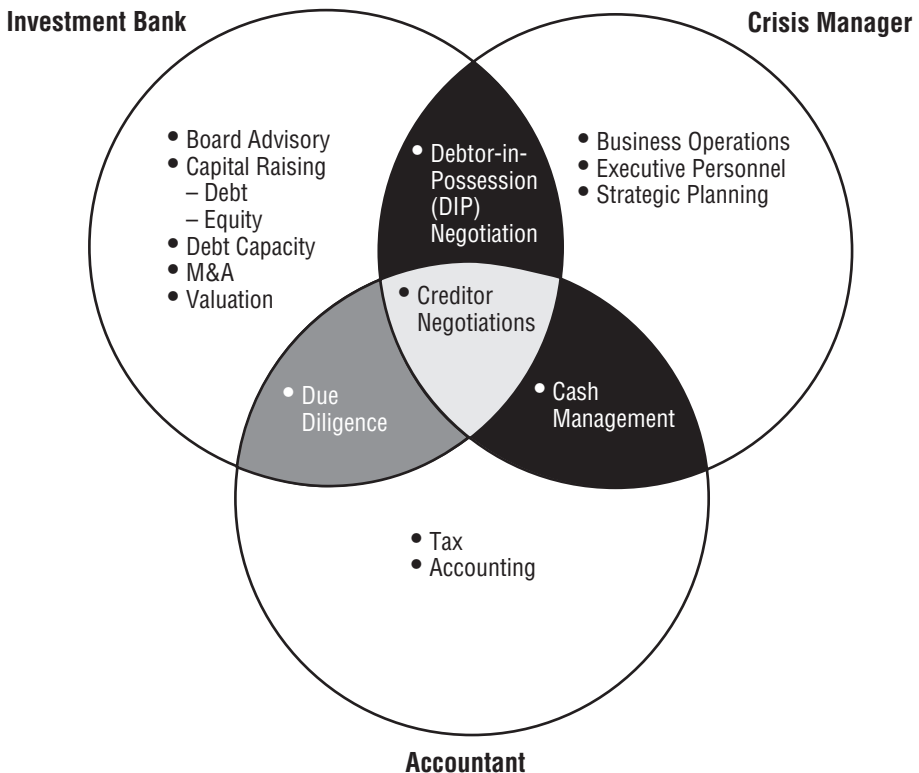 Investment Bank
Crisis Manager
• Board Advisory
• Capital Raising
– Debt
– Equity
• Debt Capacity
• M&A
• Valuation
• Debtor-in-
Possession
(DIP)
Negotiation
• Business Operations
• Executive Personnel
• Strategic Planning
• Creditor
Negotiations
• Due
Diligence
• Cash
Management
• Tax
• Accounting
Accountant